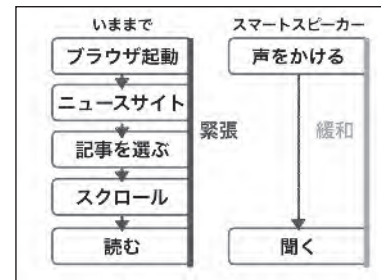 いままで
ブラウザ起動
ニュースサイト
記事を選ぶ
スクロール
読む
緊張
スマートスピーカー
声をかける
緩和
聞く